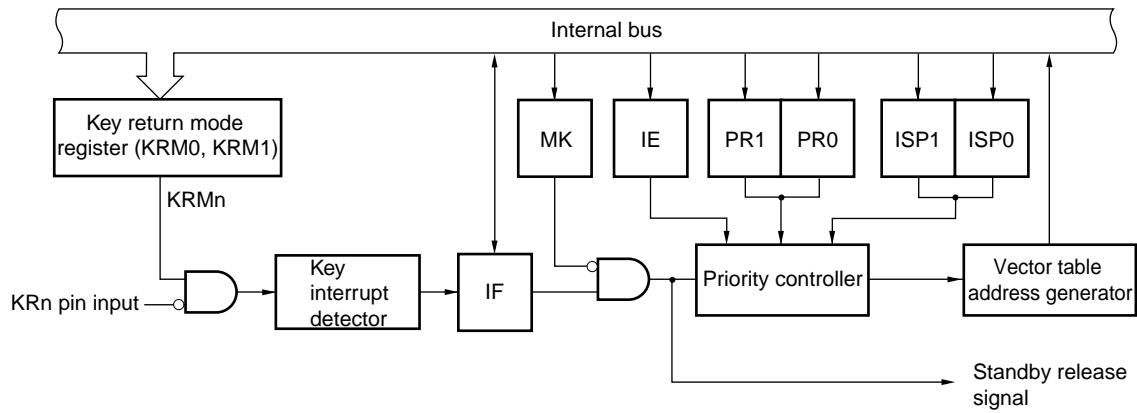 Internal bus
Key return mode
register (KRM0, KRM1)
MK
IE
PR1
PR0
ISP1
ISP0
KRMn
KRn pin input
Key
interrupt
detector
IF
Priority controller
Vector table
address generator
Standby release
signal